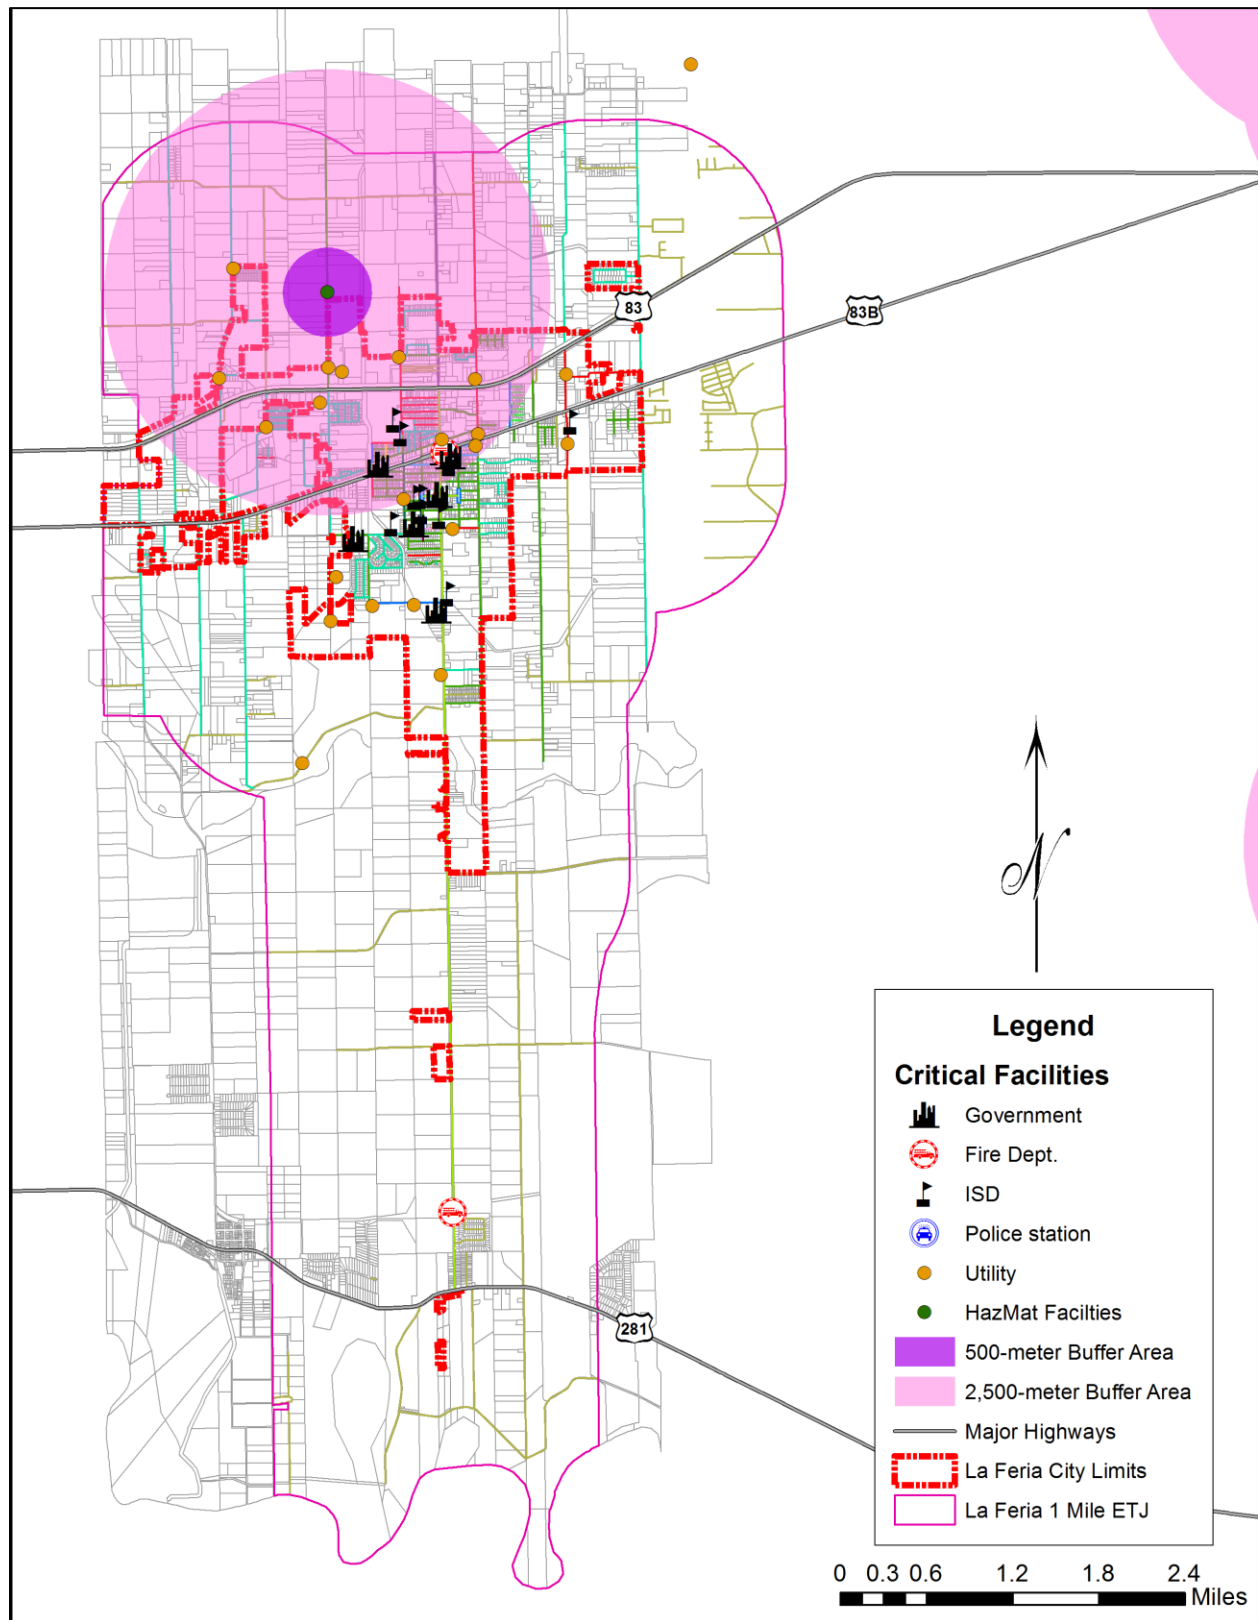 83
83B
N
Legend
Critical Facilities
Government
Fire Dept.
ISD
Police station
Utility
HazMat Facilties
500-meter Buffer Area
2,500-meter Buffer Area
Major Highways
La Feria City Limits
La Feria 1 Mile ETJ
281
0 0.3 0.6 1.2 1.8 2.4
Miles